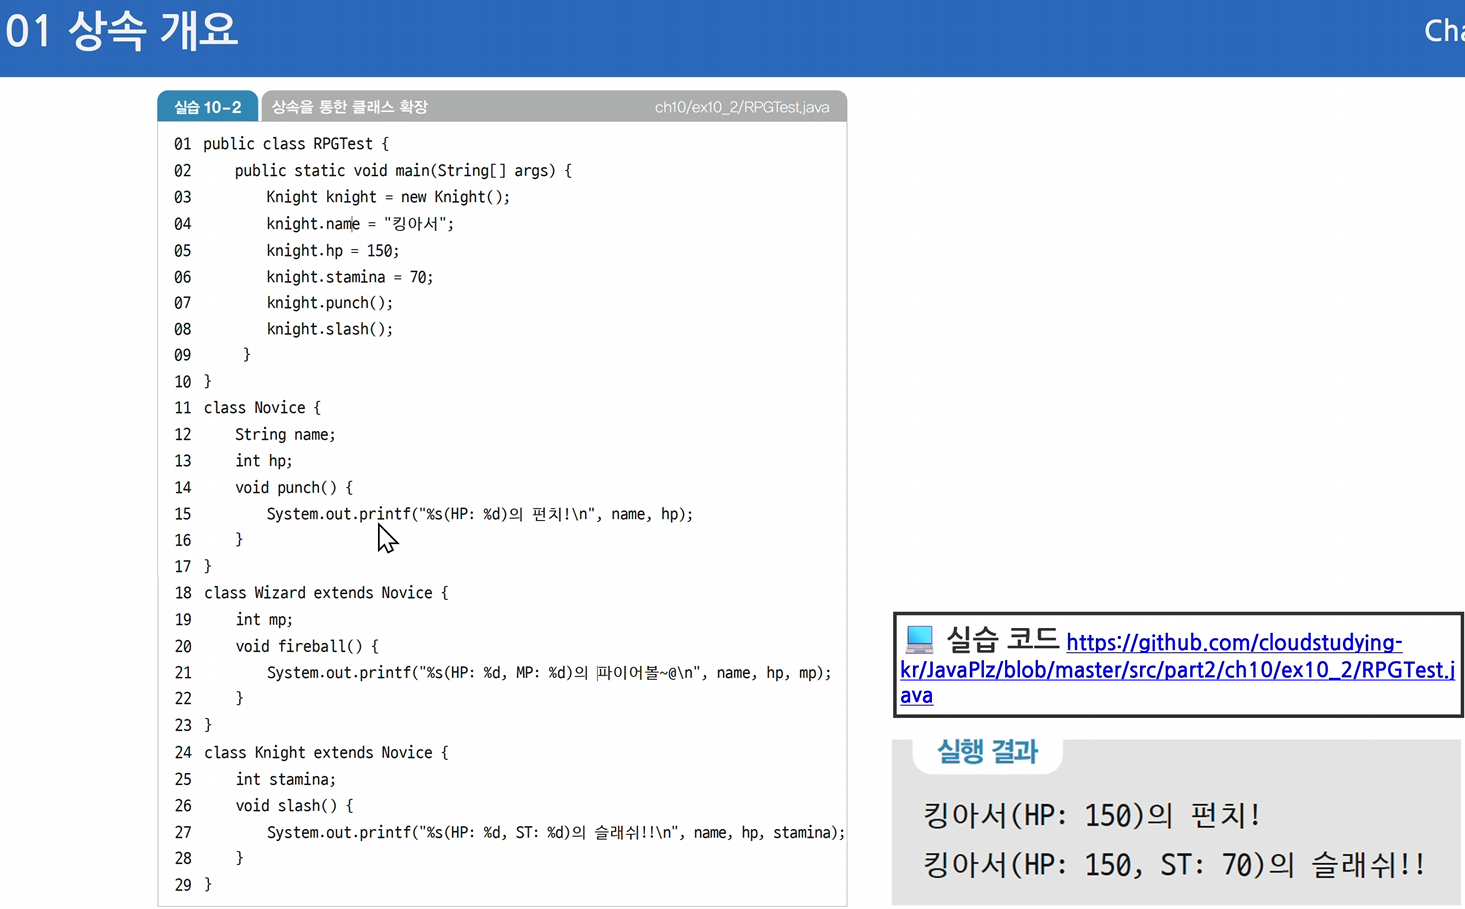 01 상속 개요
실습 10-2 상속을 통한 클래스 확장 ch10/ex10_2/RPGTest.java
01 public class RPGTest {
02 public static void main(String[] args) {
03 Knight knight = new Knight();
04 knight.name = "킹아서";
05 knight.hp = 150;
06 knight.stamina = 70;
07 knight.punch();
08 knight.slash();
09 }
10 }
11 class Novice {
12 String name;
13 int hp;
14 void punch() {
15 System.out.printf("%s(HP: %d)의 펀치!\n", name, hp);
16 }
17 }
18 class Wizard extends Novice {
19 int mp;
20 void fireball() {
21 System.out.printf("%s(HP: %d, MP: %d)의 파이어볼~@\n", name, hp, mp);
22 }
23 }
24 class Knight extends Novice {
25 int stamina;
26 void slash() {
27 System.out.printf("%s(HP: %d, ST: %d)의 슬래쉬!!\n", name, hp, stamina);
28 }
29 }
실습 코드 https://github.com/cloudstudying-
kr/JavaPlz/blob/master/src/part2/ch10/ex10_2/RPGTest.j
ava
실행 결과
킹아서(HP: 150)의 펀치!
킹아서(HP: 150, ST: 70)의 슬래쉬!!